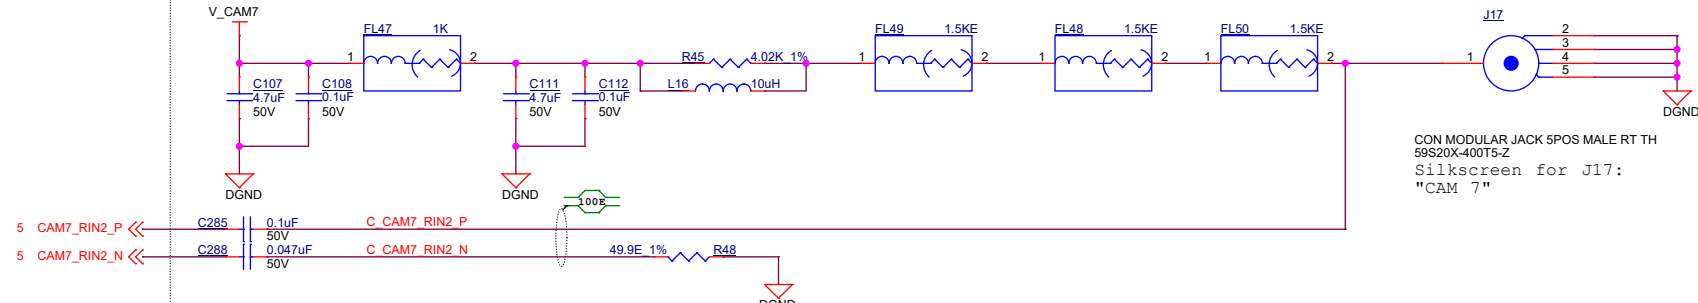 V_CAM7
FL47 1K
FL49 1.5KE
FL48 1.5KE
FL50 1.5KE
J17
1 2
R45 4.02K_1%
1 2
1 2
1 2
1
2
3
4
5
L16 10uH
C107
4.7uF
50V
C108
0.1uF
50V
C111
4.7uF
50V
C112
0.1uF
50V
DGND
DGND
DGND
CON MODULAR JACK 5POS MALE RT TH
59S20X-400T5-Z
Silkscreen for J17:
"CAM 7"
100E
5 CAM7_RIN2_P
C285 0.1uF
50V
C_CAM7_RIN2_P
5 CAM7_RIN2_N
C288 0.047uF
50V
C_CAM7_RIN2_N
49.9E_1% R48
DGND